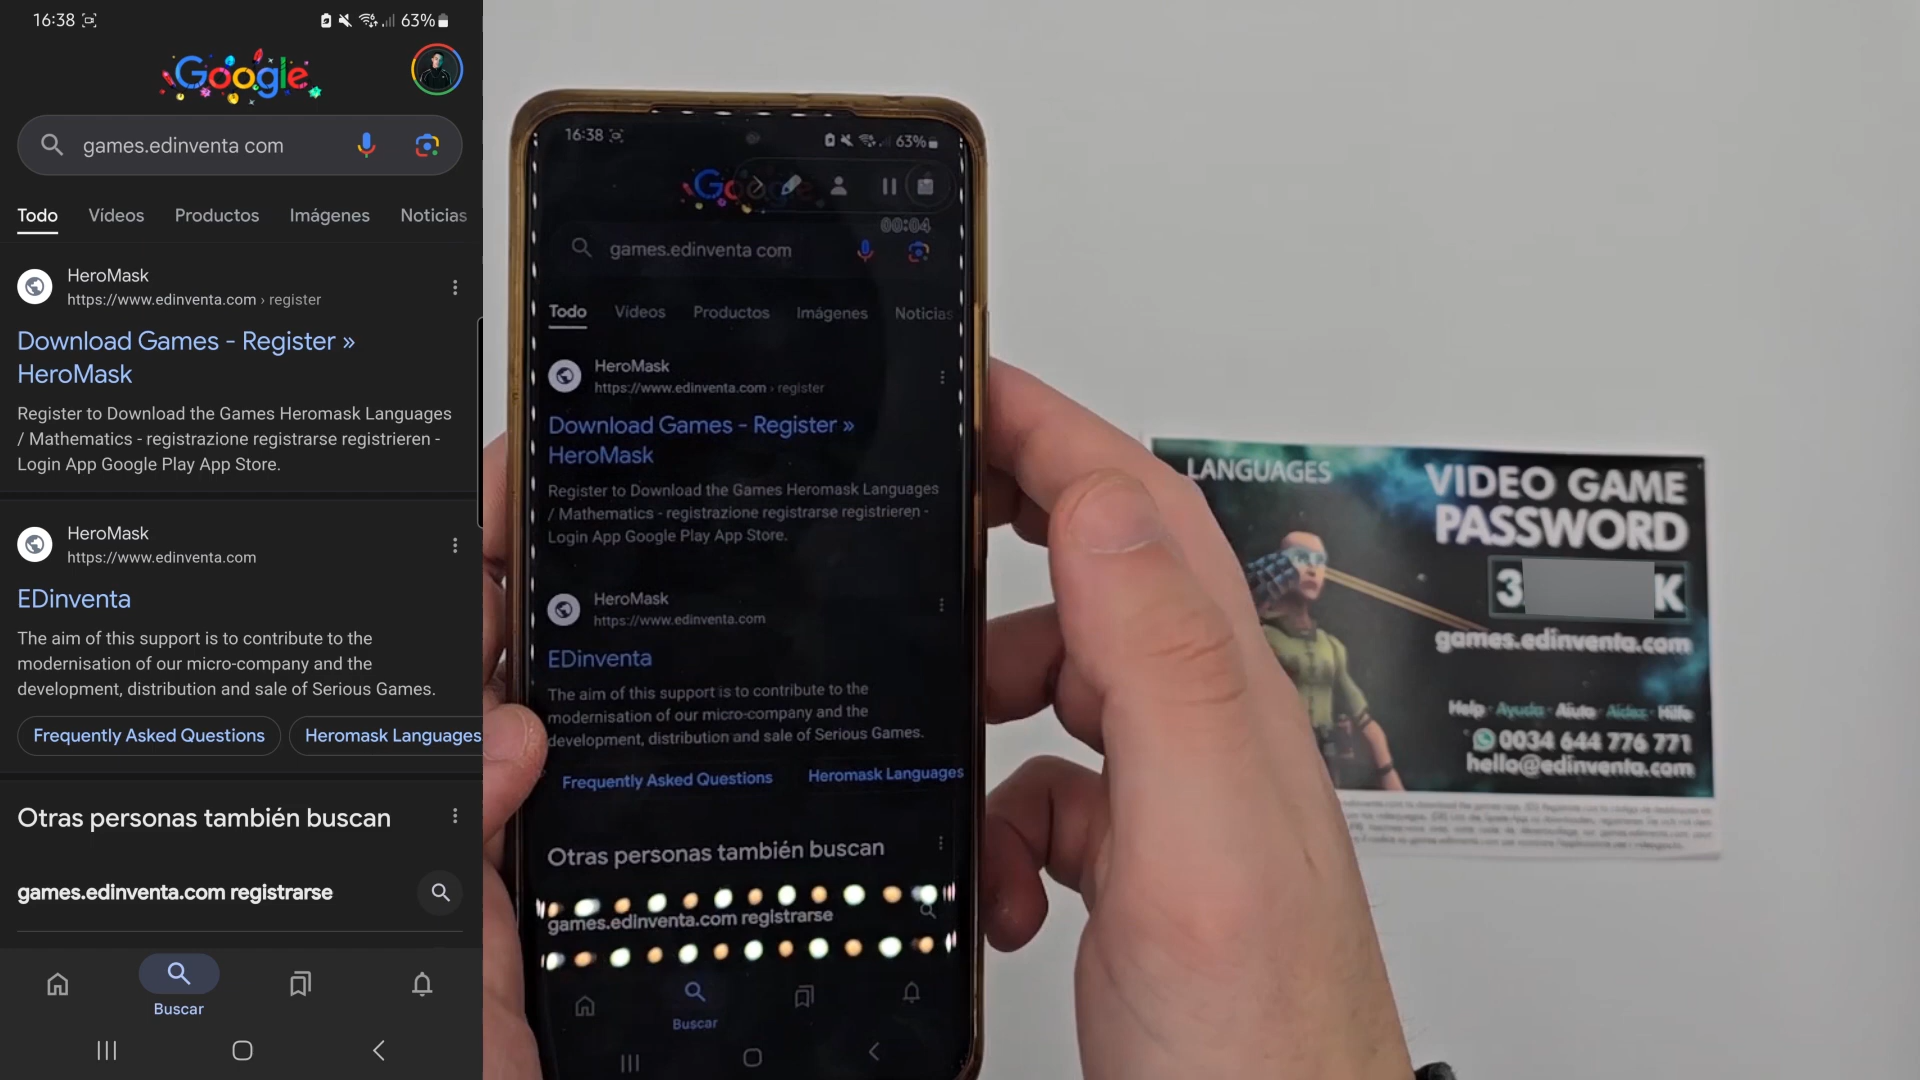 16:38
63%
Google
games.edinventa com
Todo
Vídeos
Productos
Imágenes
Noticias
HeroMask
https://www.edinventa.com › register
Download Games - Register »
HeroMask
Register to Download the Games Heromask Languages
/ Mathematics - registrazione registrarse registrieren -
Login App Google Play App Store.
HeroMask
https://www.edinventa.com
EDinventa
The aim of this support is to contribute to the
modernisation of our micro-company and the
development, distribution and sale of Serious Games.
Frequently Asked Questions
Heromask Languages
Otras personas también buscan
games.edinventa.com registrarse
Buscar
16:38
63%
Google
00:04
games.edinventa com
Todo
Vídeos
Productos
Imágenes
Noticias
HeroMask
https://www.edinventa.com › register
Download Games - Register »
HeroMask
Register to Download the Games Heromask Languages
/ Mathematics - registrazione registrarse registrieren -
Login App Google Play App Store.
HeroMask
https://www.edinventa.com
EDinventa
The aim of this support is to contribute to the
modernisation of our micro-company and the
development, distribution and sale of Serious Games.
Frequently Asked Questions
Heromask Languages
Otras personas también buscan
games.edinventa.com registrarse
Buscar
LANGUAGES
VIDEO GAME
PASSWORD
3 K
games.edinventa.com
Help · Ayuda · Aiuto · Aidez · Hilfe
0034 644 776 771
hello@edinventa.com